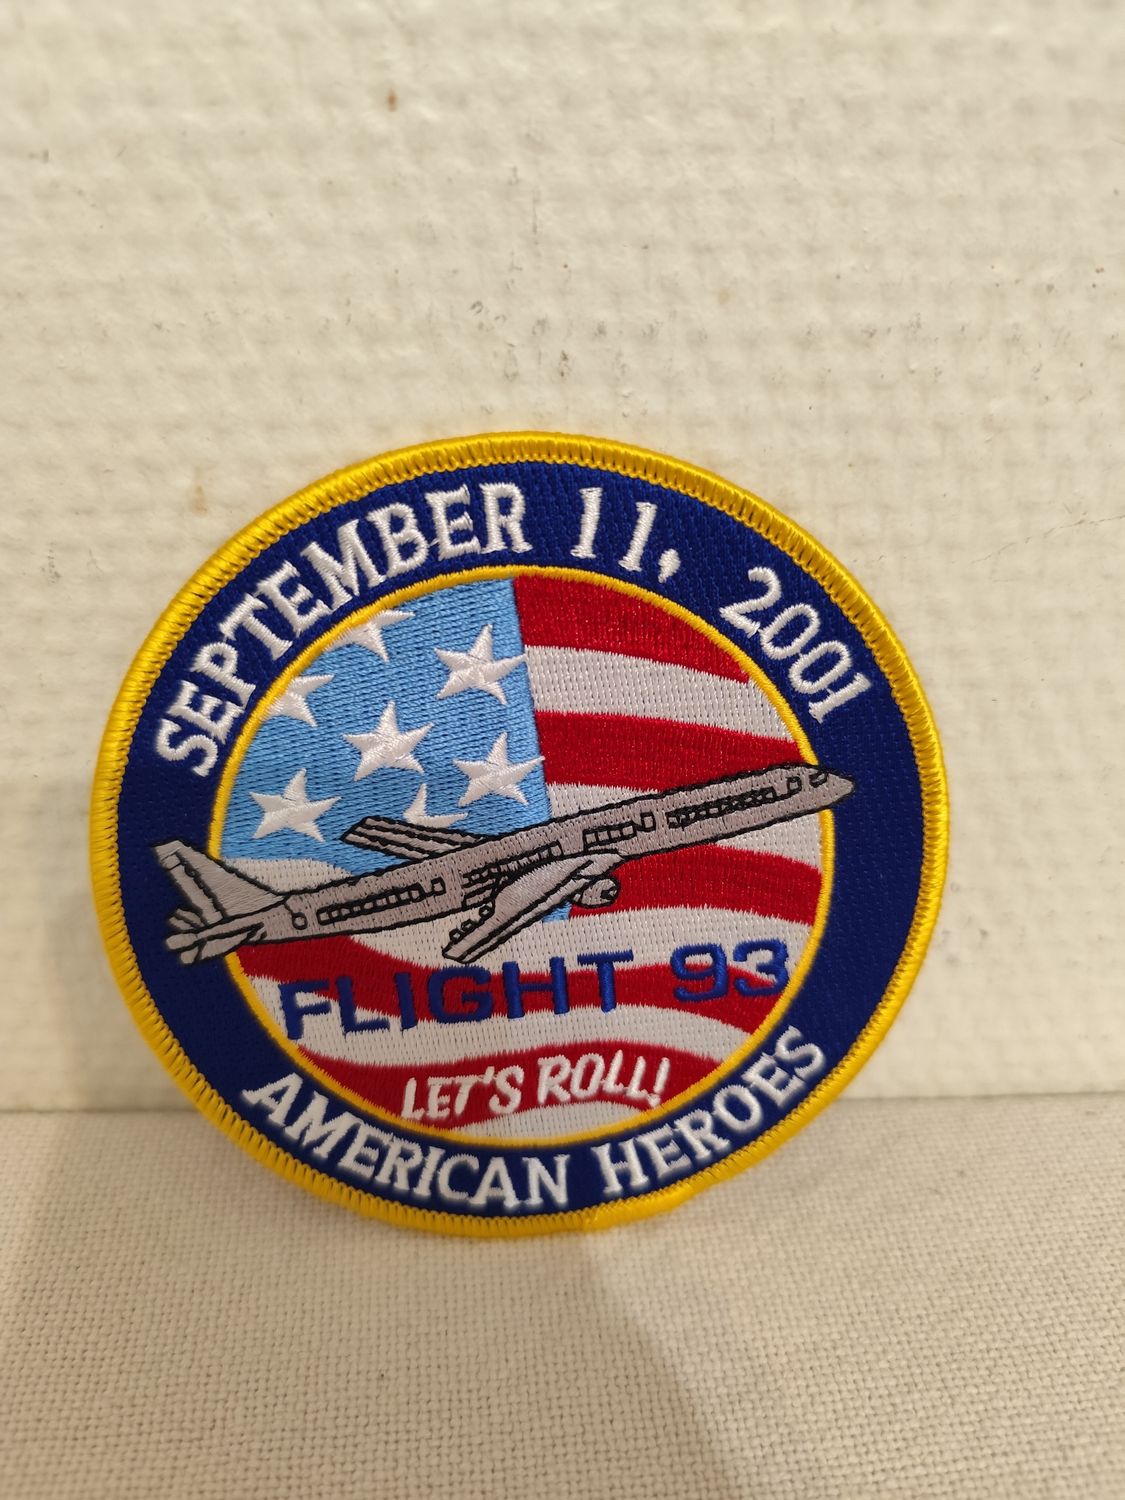 SEPTEMBER 11, 2001
FLIGHT 93
LET'S ROLL!
AMERICAN HEROES